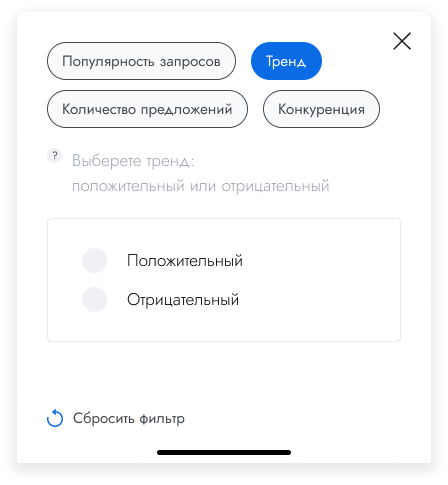 Популярность запросов
Тренд
Количество предложений
Конкуренция
?
Выберете тренд:
положительный или отрицательный
Положительный
Отрицательный
Сбросить фильтр